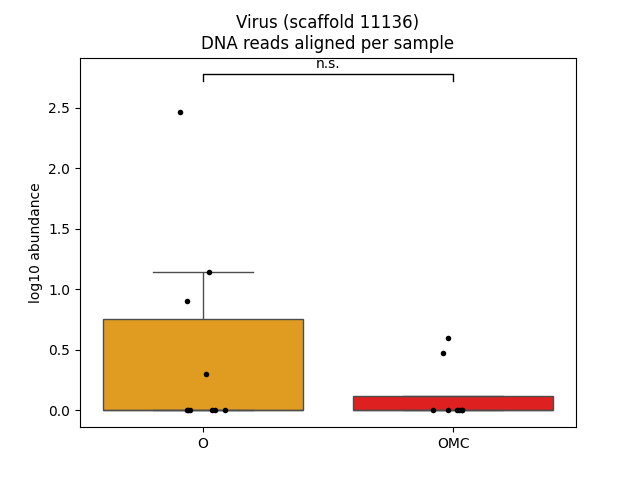 Virus (scaffold 11136)
DNA reads aligned per sample
n.s.
2.5
2.0
1.5
1.0
0.5
0.0
log10 abundance
O
OMC